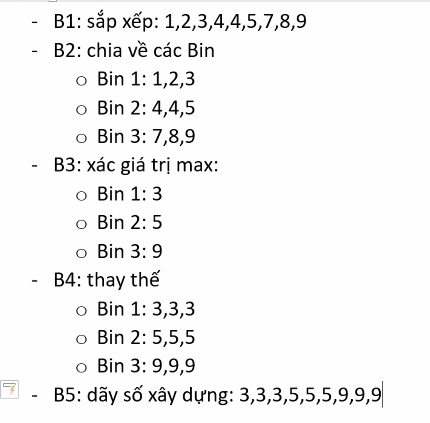 - B1: sắp xếp: 1,2,3,4,4,5,7,8,9
- B2: chia về các Bin
o Bin 1: 1,2,3
o Bin 2: 4,4,5
o Bin 3: 7,8,9
- B3: xác giá trị max:
o Bin 1: 3
o Bin 2: 5
o Bin 3: 9
- B4: thay thế
o Bin 1: 3,3,3
o Bin 2: 5,5,5
o Bin 3: 9,9,9
- B5: dãy số xây dựng: 3,3,3,5,5,5,9,9,9